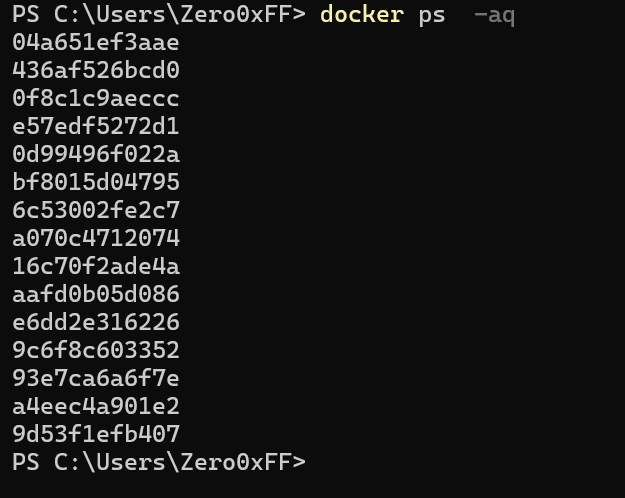 PS C:\Users\Zero0xFF> docker ps  -aq
04a651ef3aae
436af526bcd0
0f8c1c9aeccc
e57edf5272d1
0d99496f022a
bf8015d04795
6c53002fe2c7
a070c4712074
16c70f2ade4a
aafd0b05d086
e6dd2e316226
9c6f8c603352
93e7ca6a6f7e
a4eec4a901e2
9d53f1efb407
PS C:\Users\Zero0xFF>